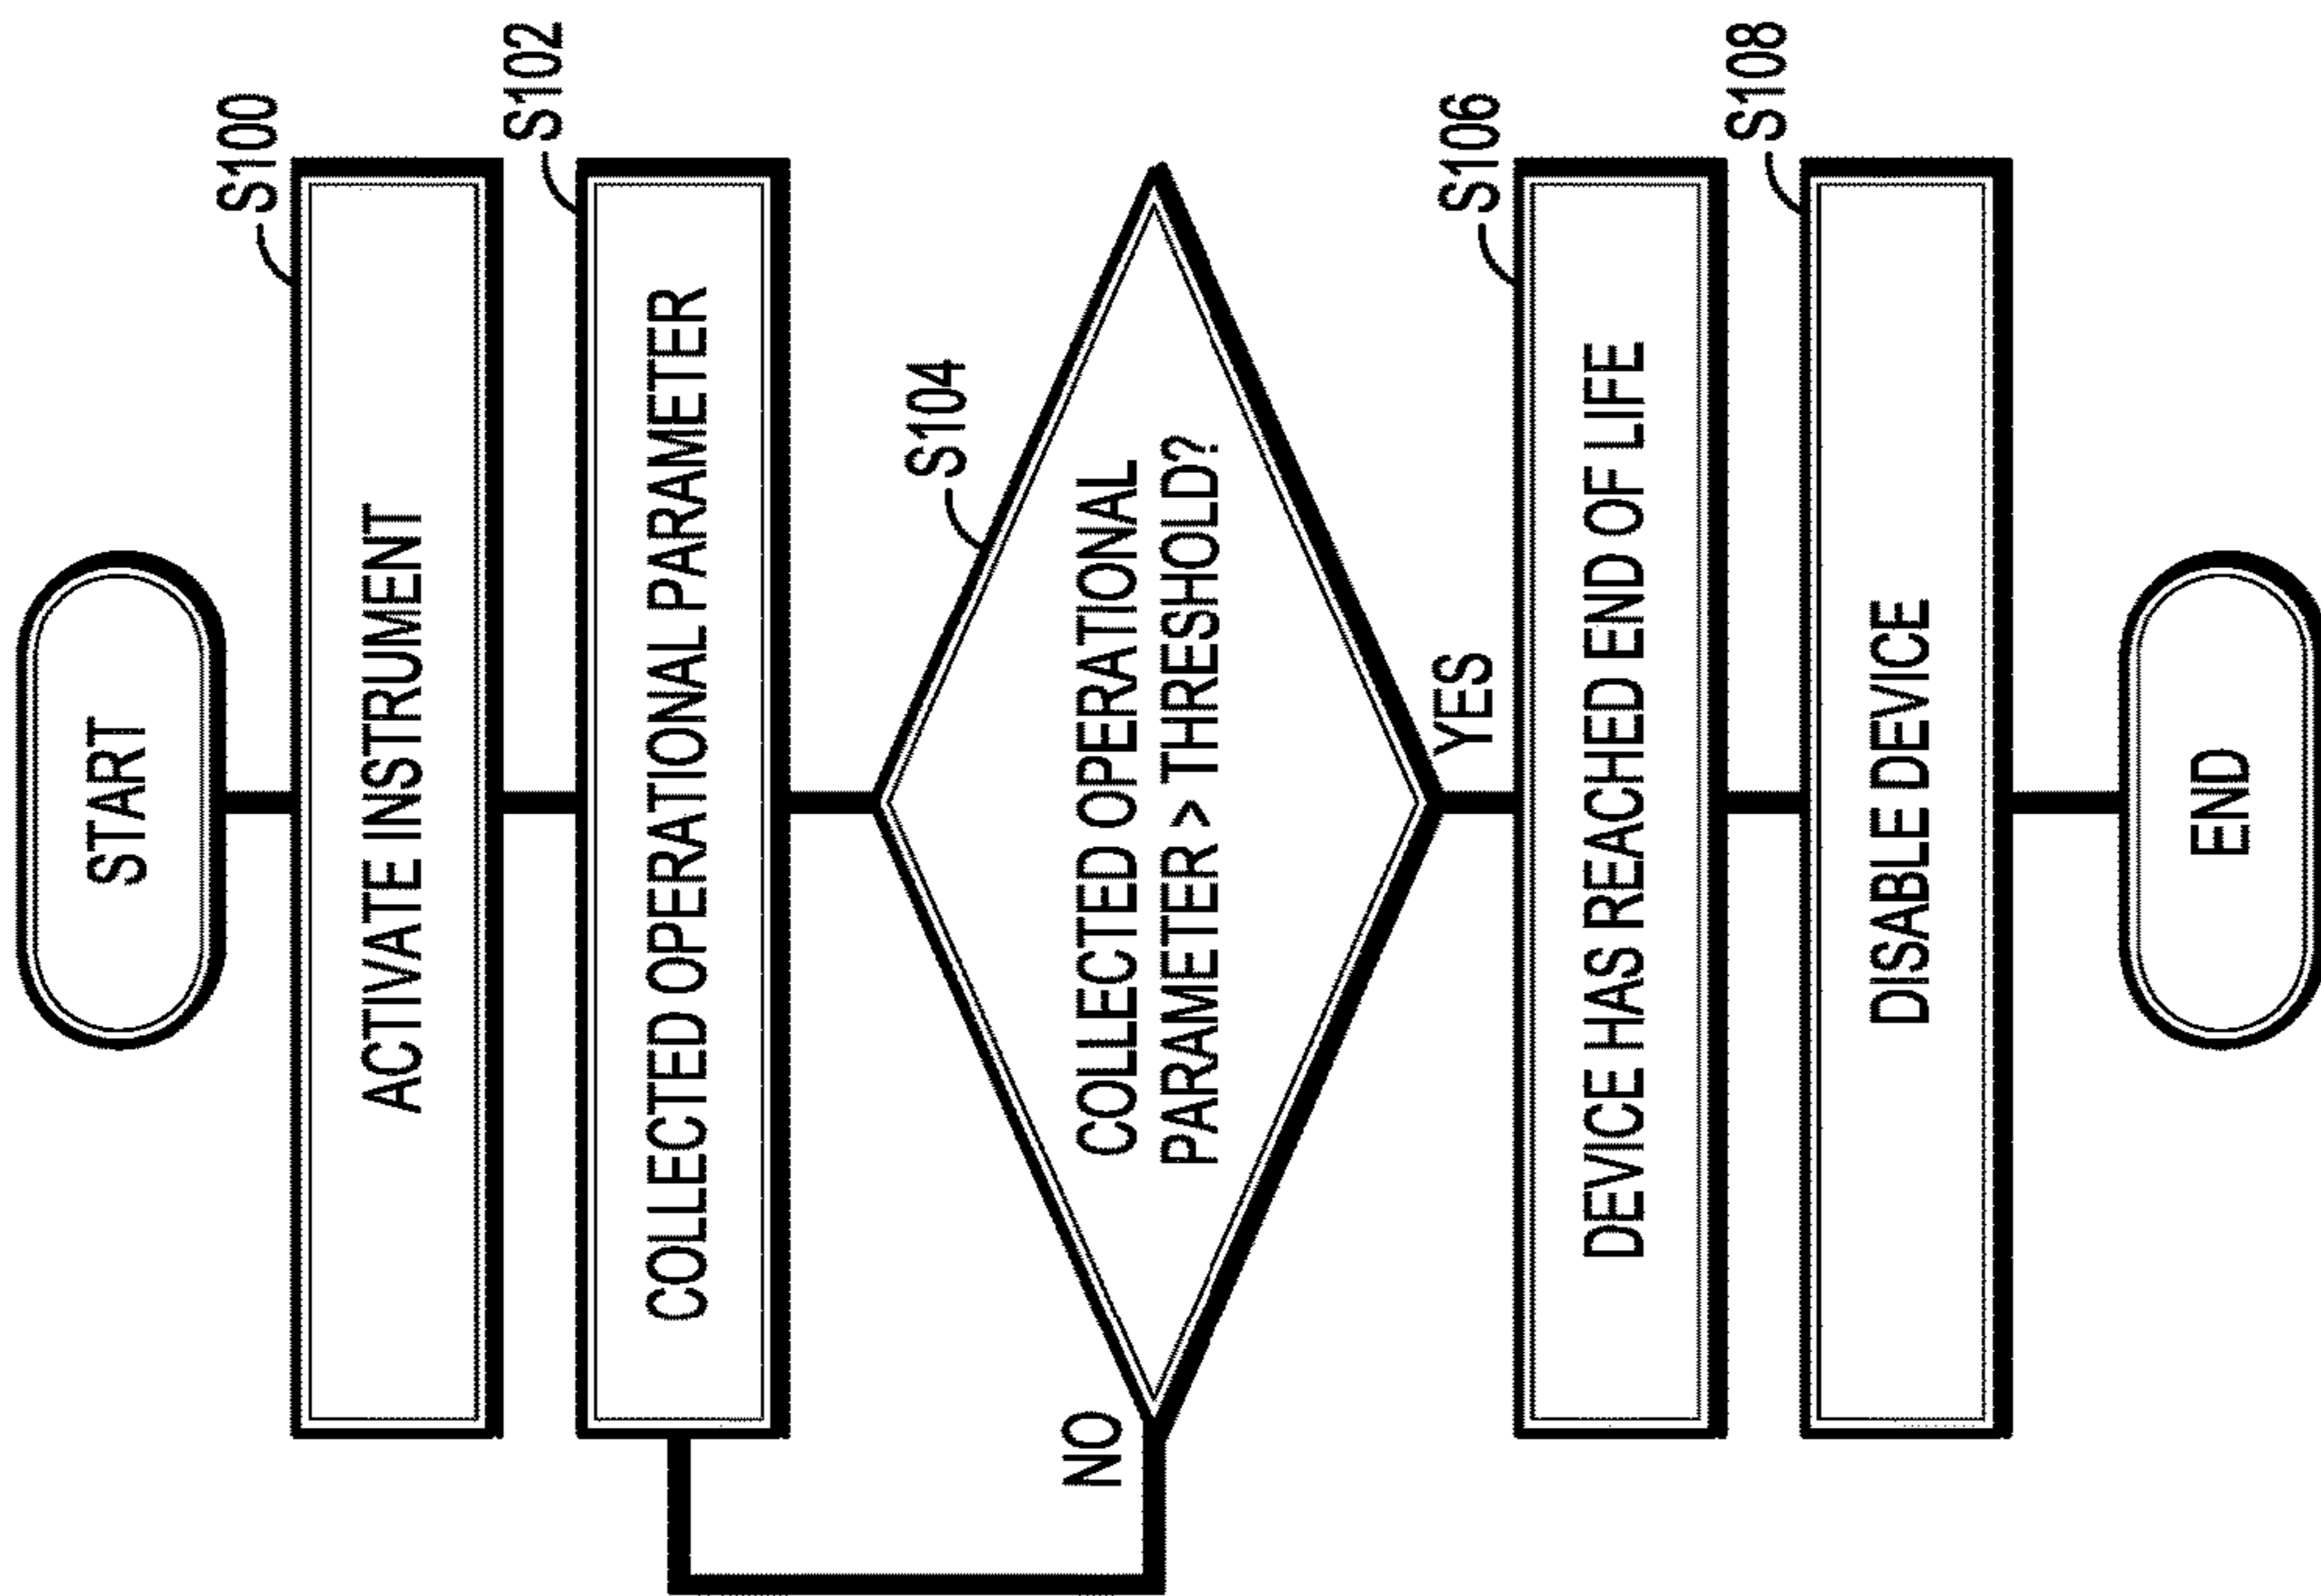 START
S100
ACTIVATE INSTRUMENT
S102
COLLECTED OPERATIONAL PARAMETER
S104
COLLECTED OPERATIONAL
PARAMETER > THRESHOLD?
NO
YES
S106
DEVICE HAS REACHED END OF LIFE
S108
DISABLE DEVICE
END